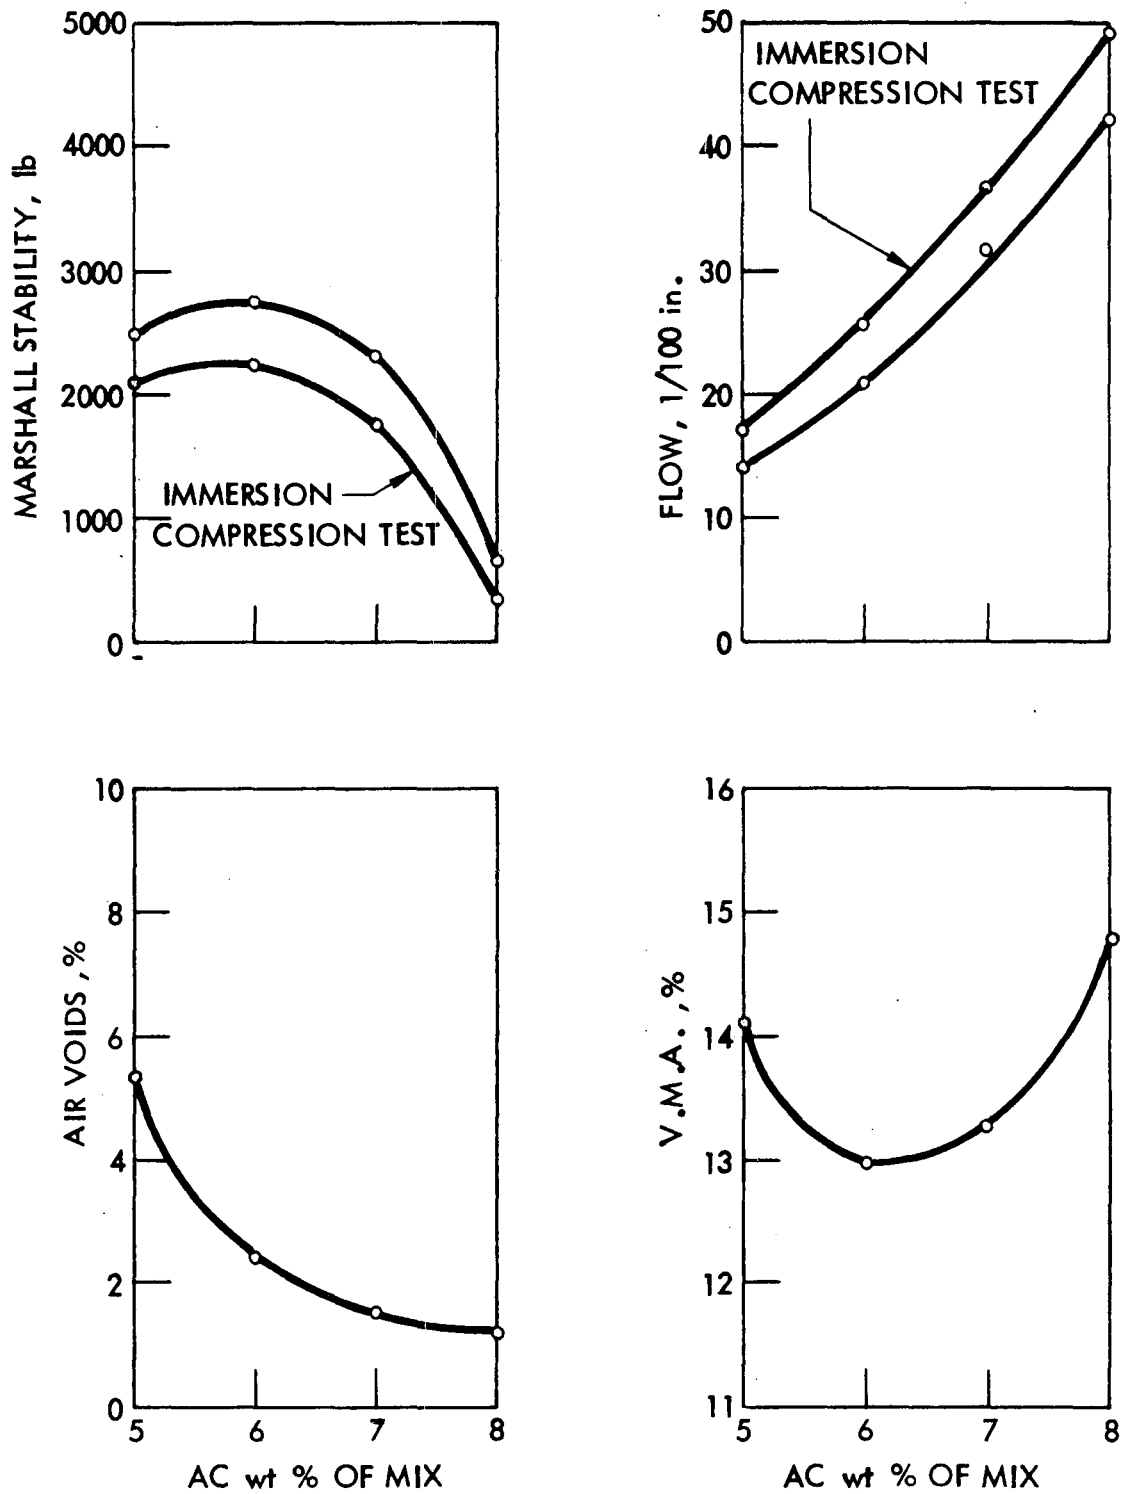 5000
4000
3000
2000
1000
0
MARSHALL STABILITY, lb
IMMERSION
COMPRESSION TEST
50
40
30
20
10
0
FLOW, 1/100 in.
IMMERSION
COMPRESSION TEST
10
8
6
4
2
0
AIR VOIDS, %
5 6 7 8
AC wt % OF MIX
16
15
14
13
12
11
V.M.A., %
5 6 7 8
AC wt % OF MIX